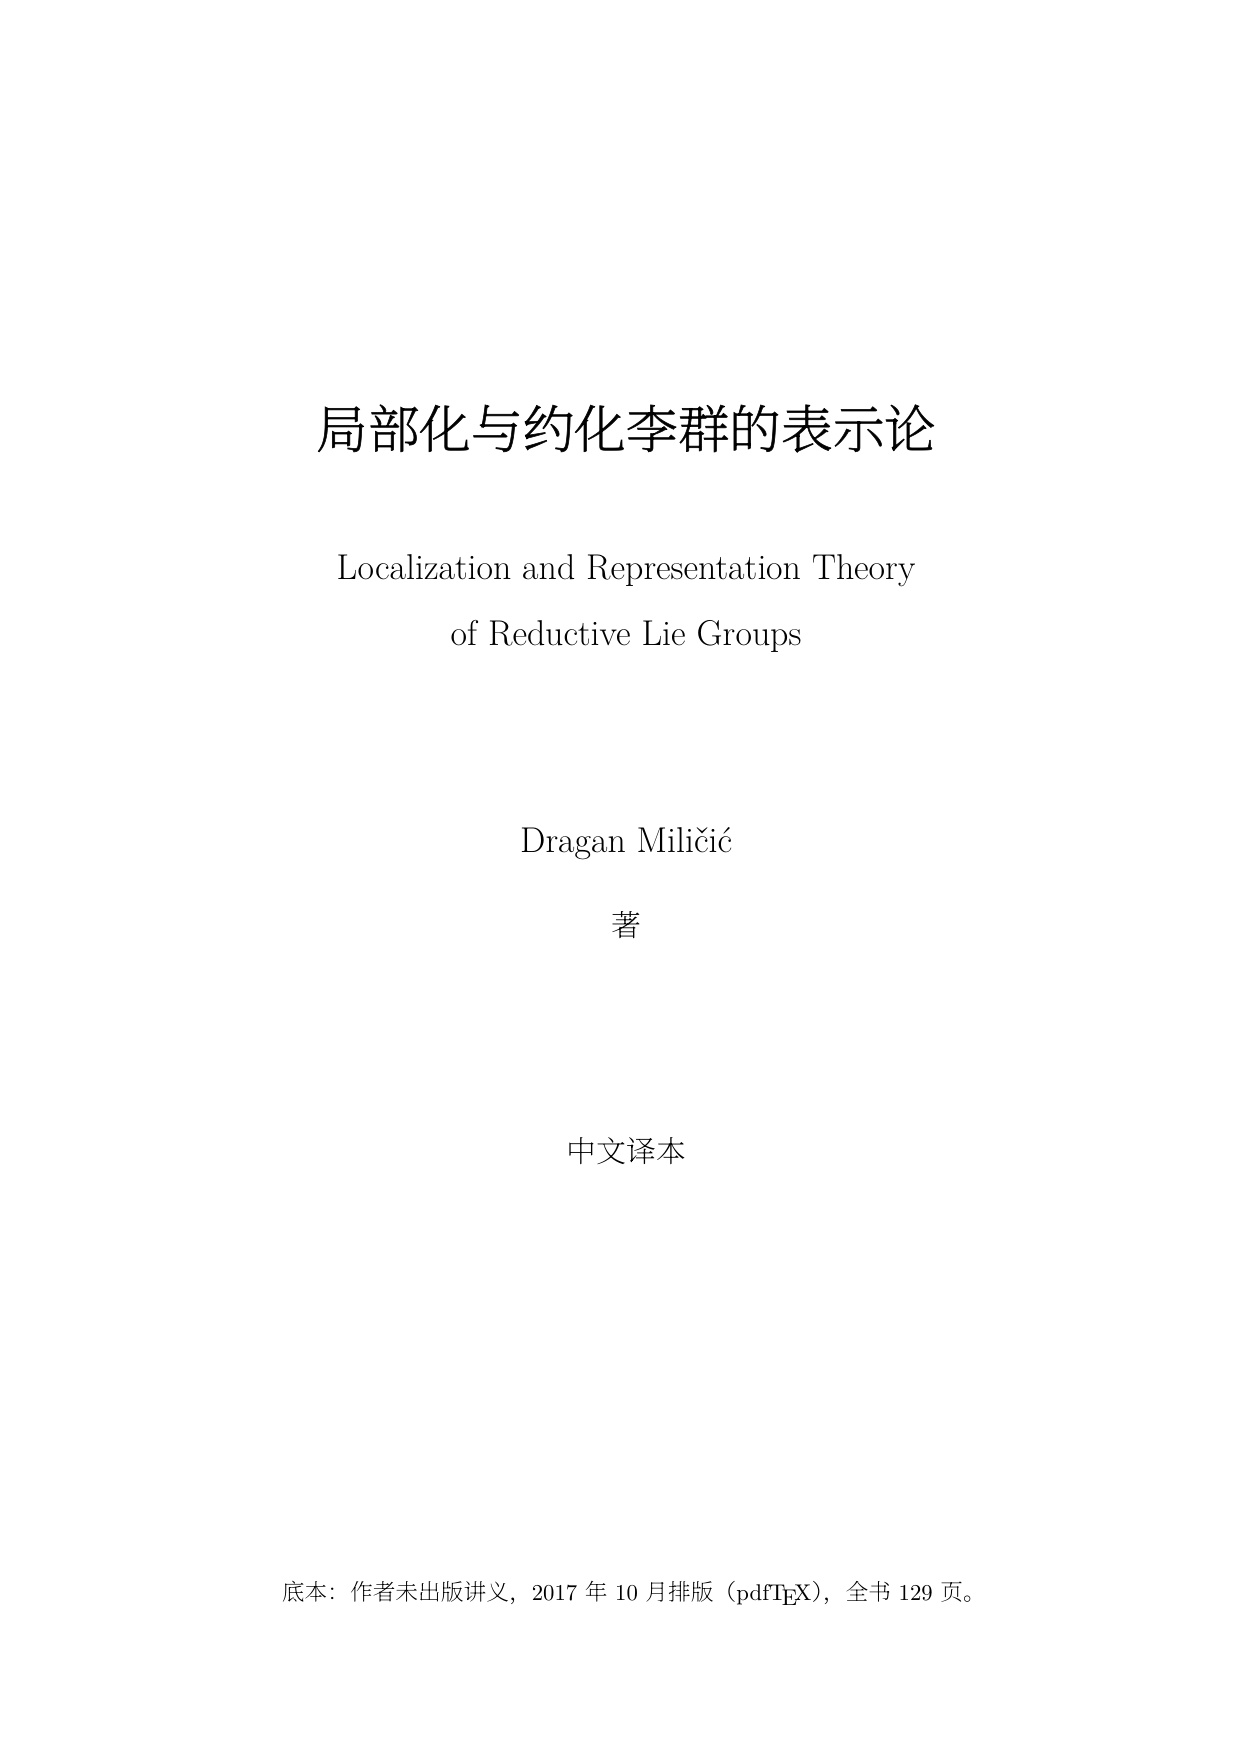 局部化与约化李群的表示论
Localization and Representation Theory
of Reductive Lie Groups
Dragan Miličić
著
中文译本
底本：作者未出版讲义，2017 年 10 月排版（pdfTEX），全书 129 页。